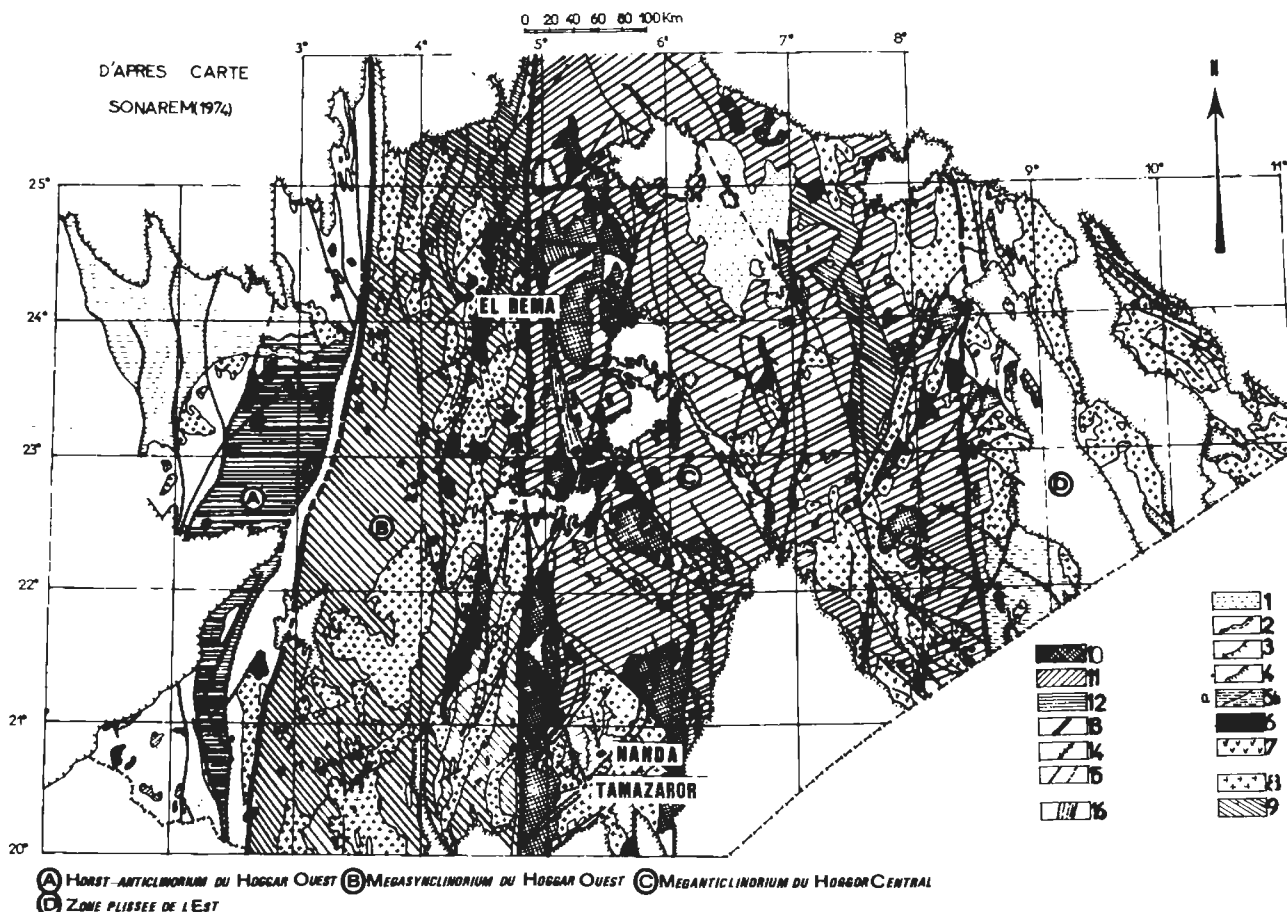 0 20 40 60 80 100 Km
3° 4° 5° 6° 7° 8°
D'APRES CARTE
SONAREM(1974)
N
25° 9° 10° 11°
24°
EL REMA
23°
A
B
C
D
22°
21°
NANDA
TAMAZAROR
20°
1
2
3
4
a 5a
6
7
8
9
10
11
12
13
14
15
16
A HORST-ANTICLINORIUM DU HOGGAR OUEST B MEGASYNCLINORIUM DU HOGGAR OUEST C MEGANTICLINORIUM DU HOGGOR CENTRAL
D ZONE PLISSEE DE L'EST